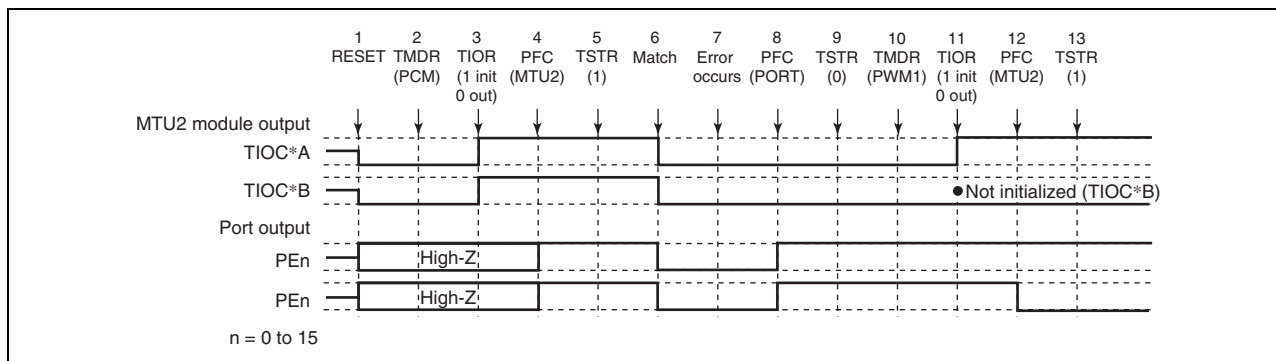 1 2 3 4 5 6 7 8 9 10 11 12 13
RESET TMDR TIOR PFC TSTR Match Error PFC TSTR TMDR TIOR PFC TSTR
(PCM) (1 init (MTU2) (1) occurs (PORT) (0) (PWM1) (1 init (MTU2) (1)
0 out) 0 out)
MTU2 module output
TIOC*A
TIOC*B ●Not initialized (TIOC*B)
Port output
PEn High-Z
PEn High-Z
n = 0 to 15